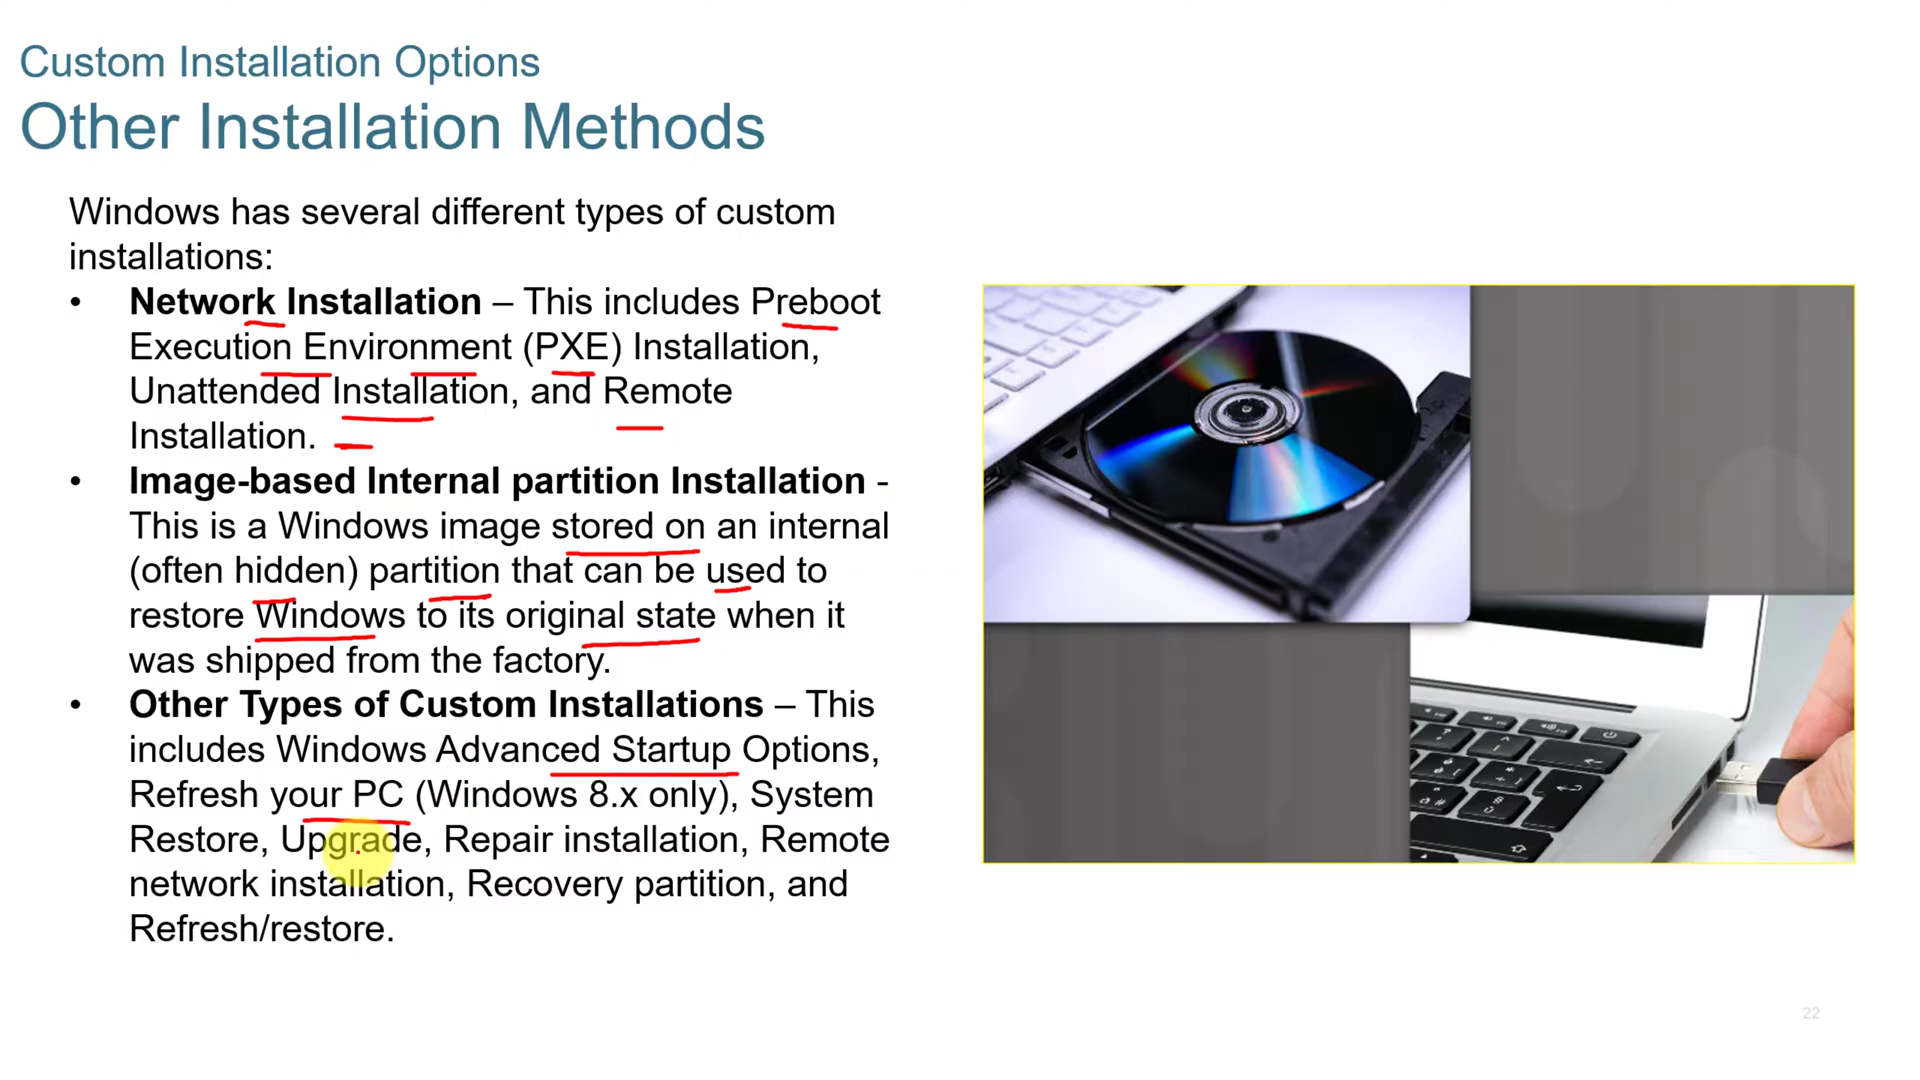 Custom Installation Options
Other Installation Methods
Windows has several different types of custom
installations:
• Network Installation – This includes Preboot
Execution Environment (PXE) Installation,
Unattended Installation, and Remote
Installation.
• Image-based Internal partition Installation -
This is a Windows image stored on an internal
(often hidden) partition that can be used to
restore Windows to its original state when it
was shipped from the factory.
• Other Types of Custom Installations – This
includes Windows Advanced Startup Options,
Refresh your PC (Windows 8.x only), System
Restore, Upgrade, Repair installation, Remote
network installation, Recovery partition, and
Refresh/restore.
22